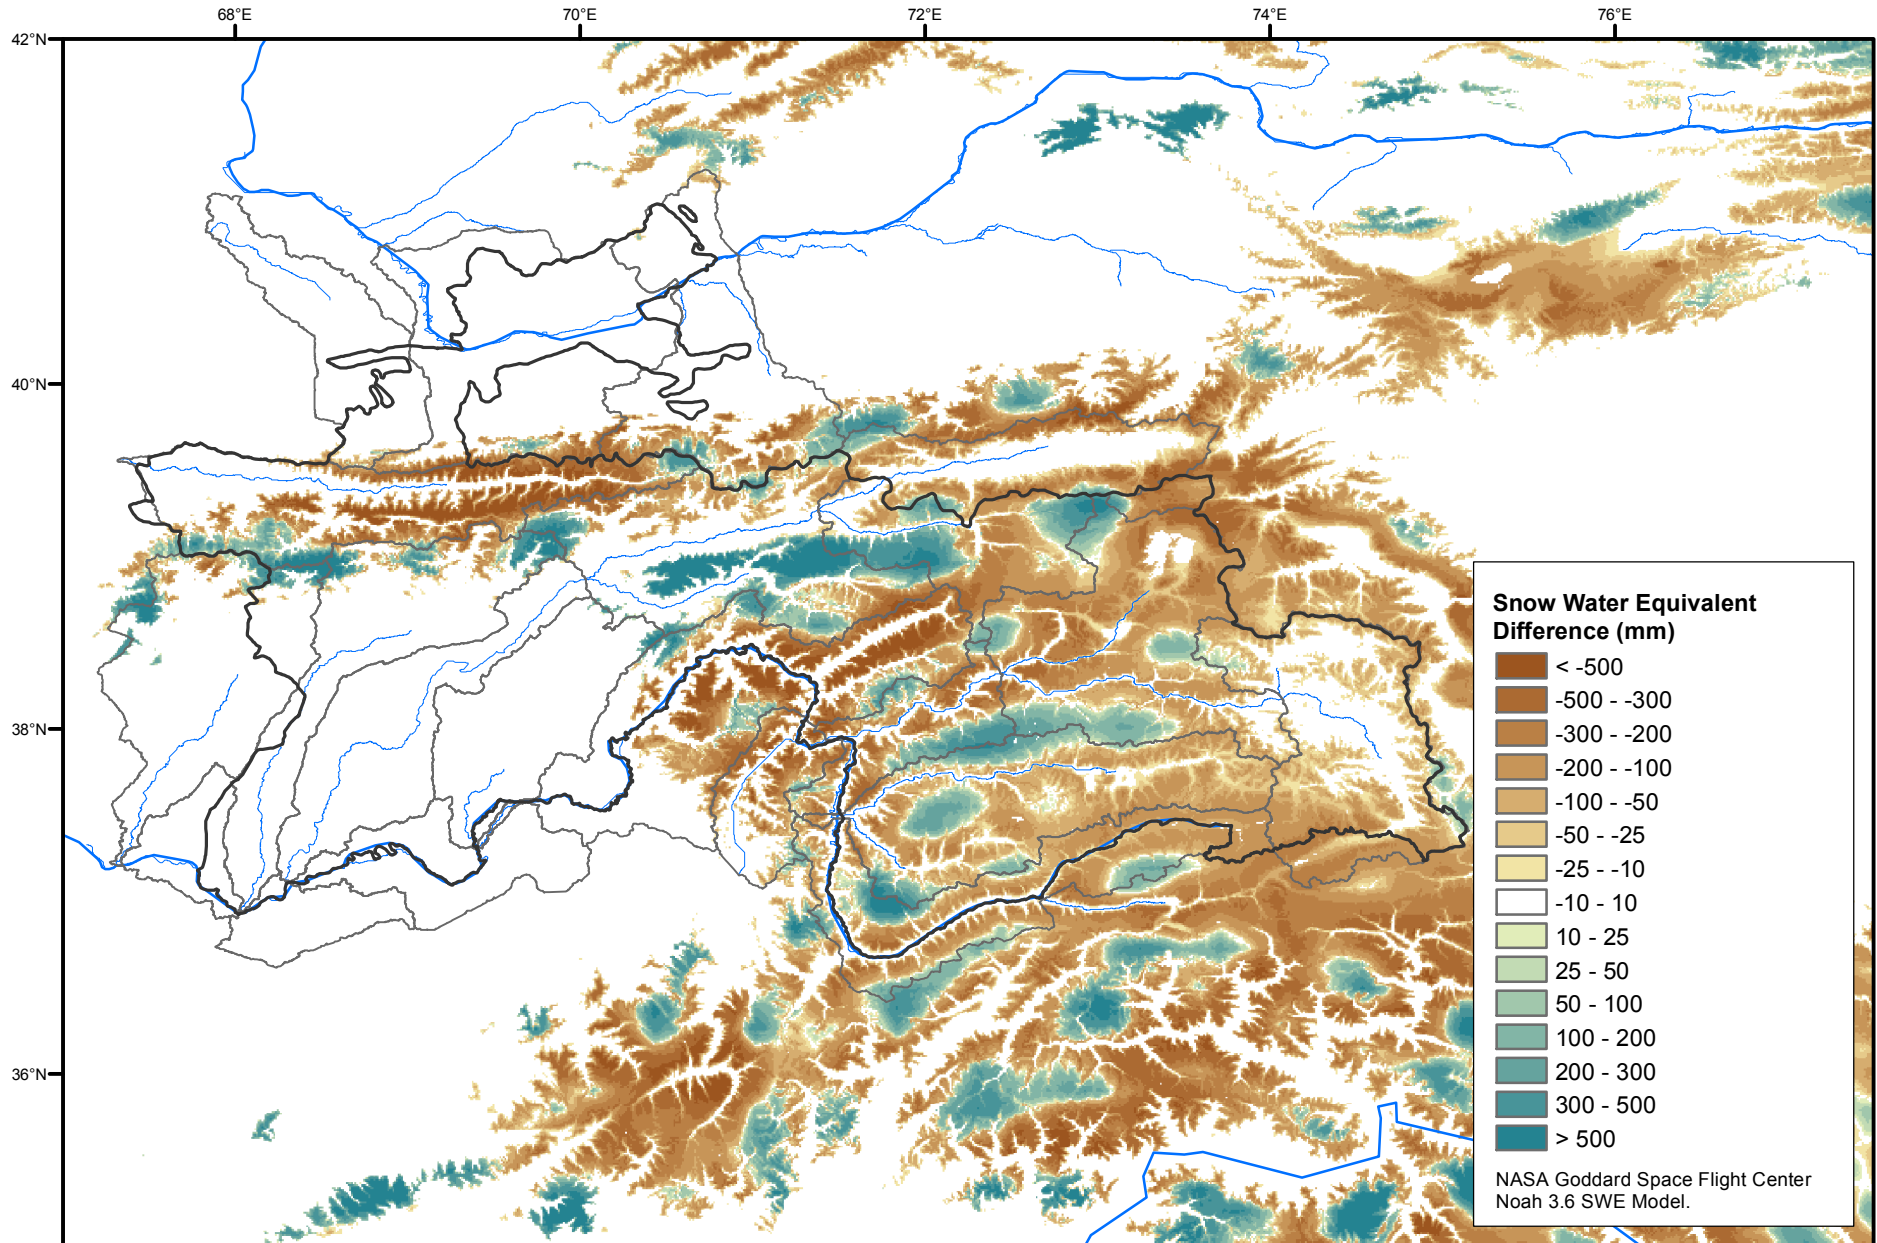 68°E 70°E 72°E 74°E 76°E
42°N
40°N
38°N
36°N
Snow Water Equivalent
Difference (mm)
< -500
-500 - -300
-300 - -200
-200 - -100
-100 - -50
-50 - -25
-25 - -10
-10 - 10
10 - 25
25 - 50
50 - 100
100 - 200
200 - 300
300 - 500
> 500
NASA Goddard Space Flight Center
Noah 3.6 SWE Model.